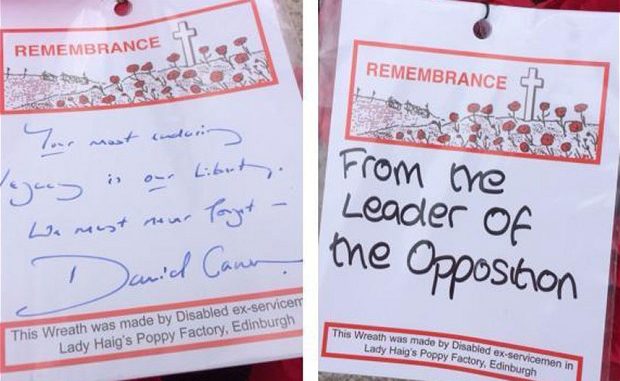 REMEMBRANCE
Your most enduring
legacy is our liberty.
We must never forget –
David Cameron.
This Wreath was made by Disabled ex-servicem
Lady Haig's Poppy Factory, Edinburgh
REMEMBRANCE
From the
Leader of
the Opposition
This Wreath was made by Disabled ex-servicemen in
Lady Haig's Poppy Factory, Edinburgh